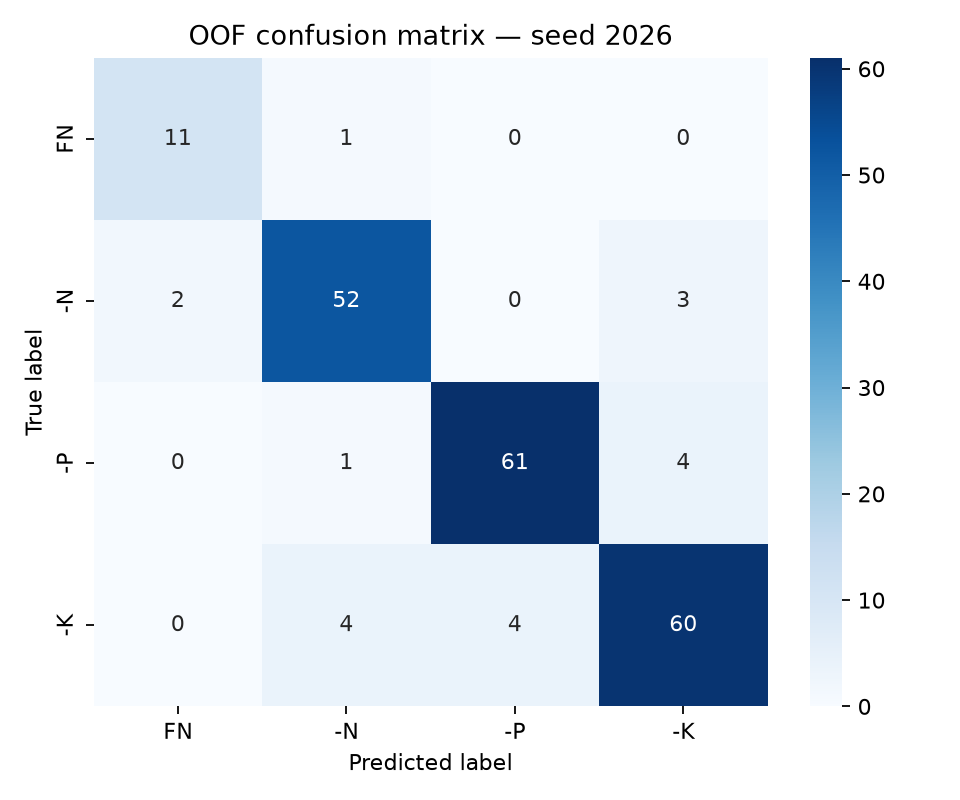 OOF confusion matrix — seed 2026
FN 11 1 0 0
-N 2 52 0 3
-P 0 1 61 4
-K 0 4 4 60
FN -N -P -K
Predicted label
True label
60
50
40
30
20
10
0